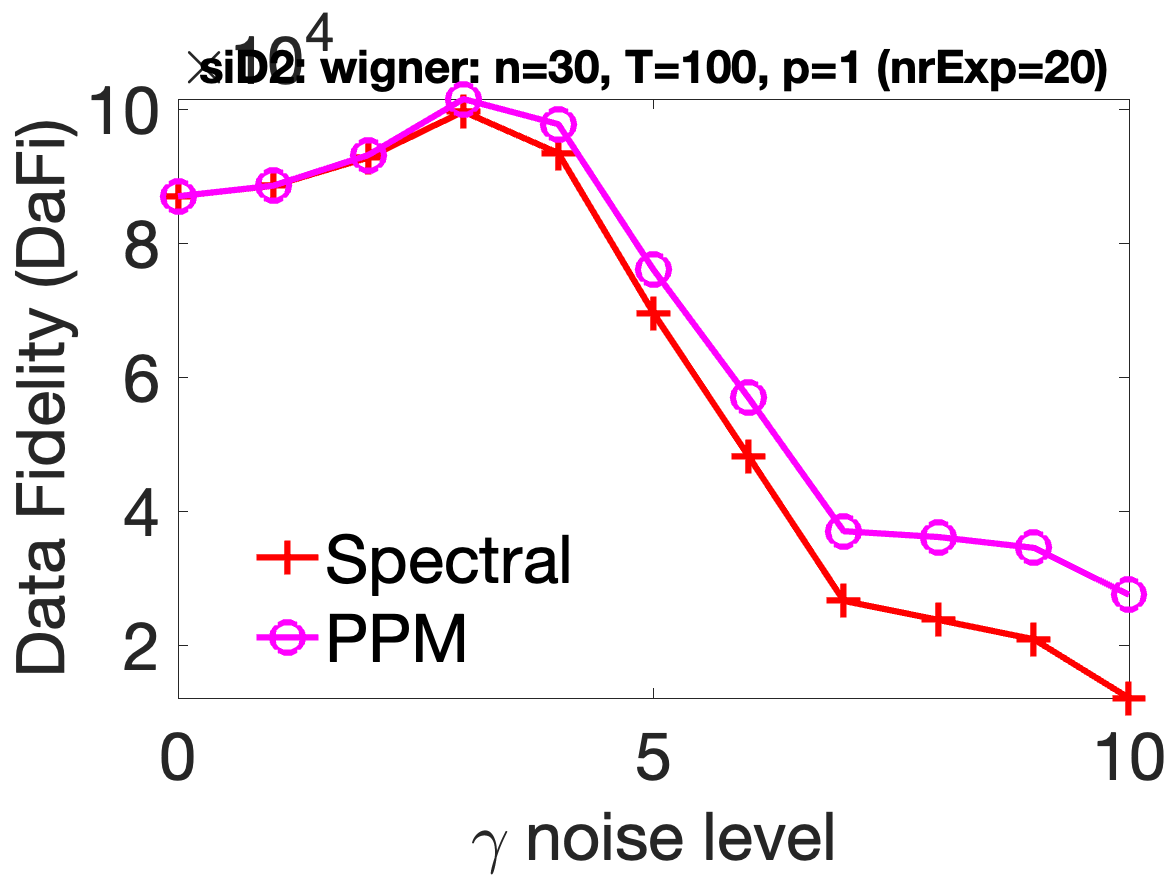 × 10⁴
siD2: wigner: n=30, T=100, p=1 (nrExp=20)
Data Fidelity (DaFi)
10
8
6
4
2
Spectral
PPM
0 5 10
γ noise level